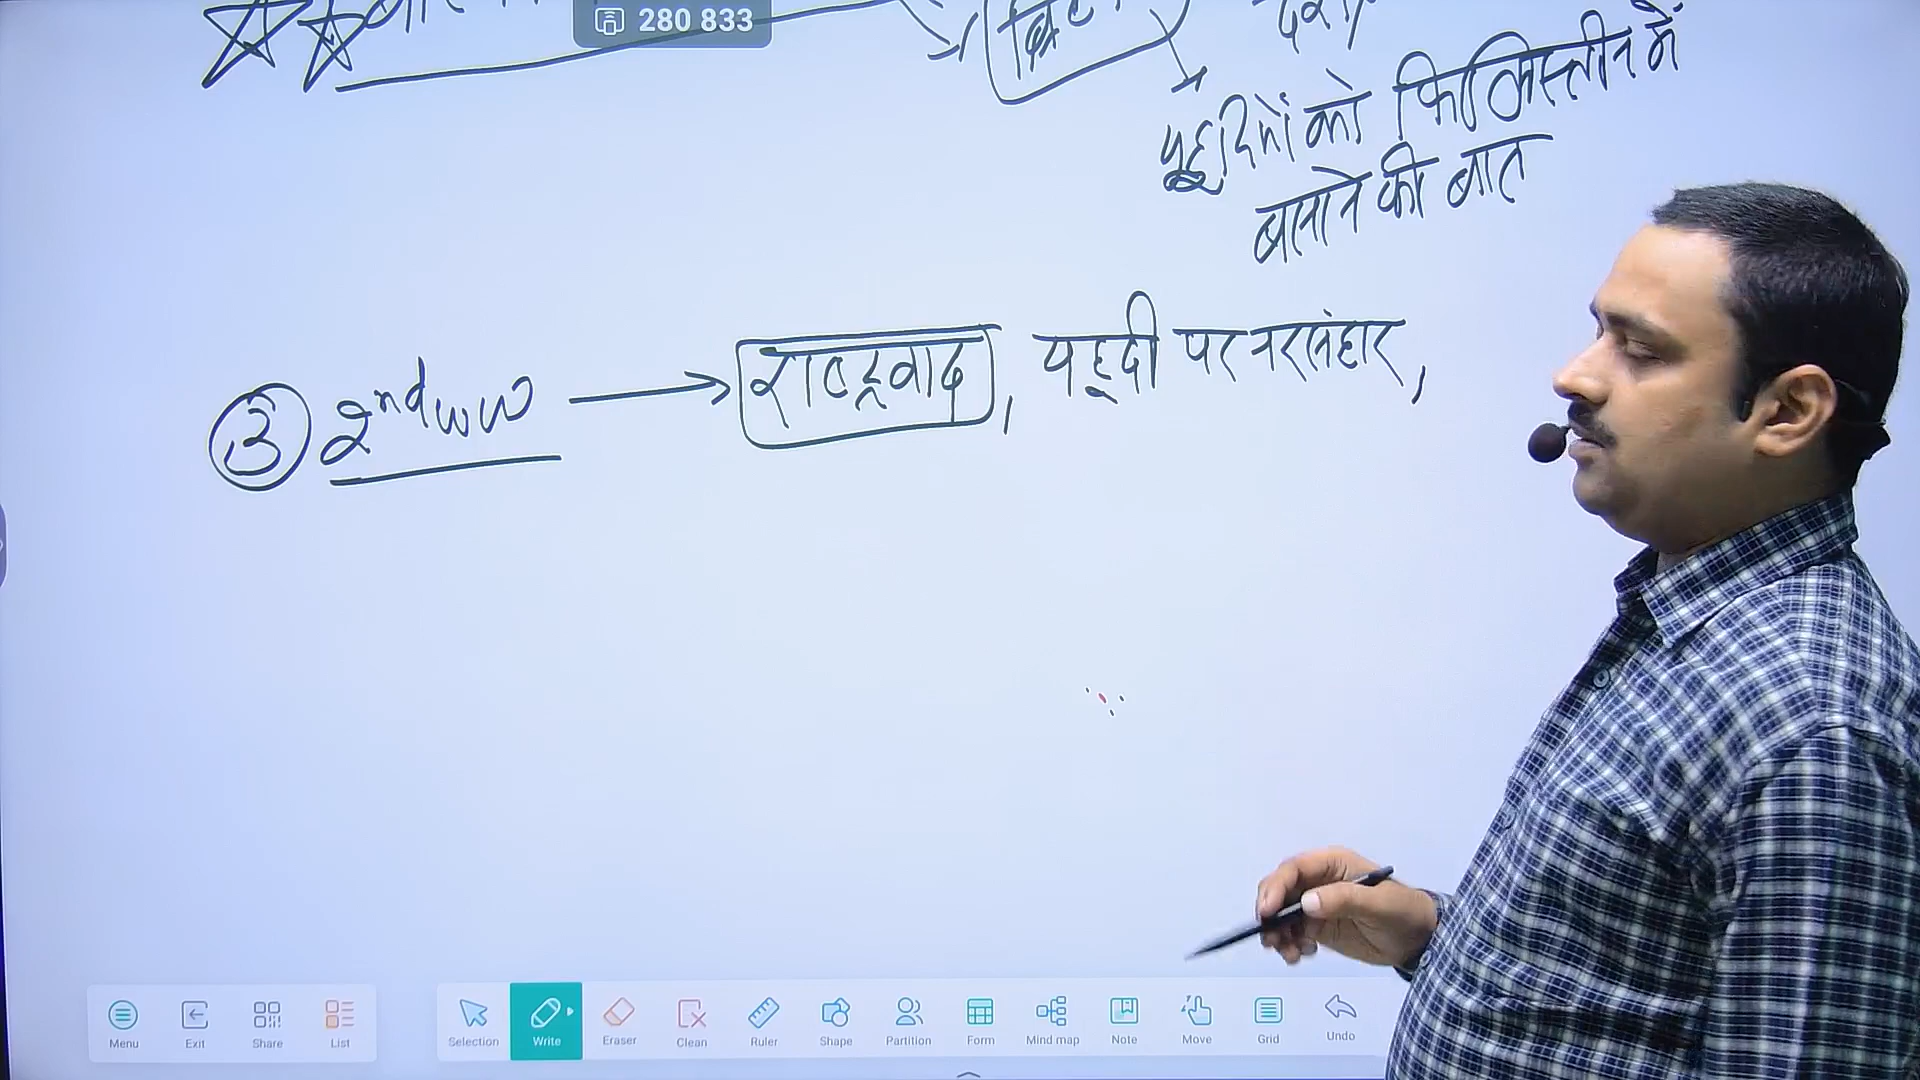 280 833
यहूदियों को फिलिस्तीन में
बसाने की बात
③ 2nd WW → राष्ट्रवाद, यहूदी पर नरसंहार,
Menu Exit Share List Selection Write Eraser Clean Ruler Shape Partition Form Mind map Note Move Grid Undo